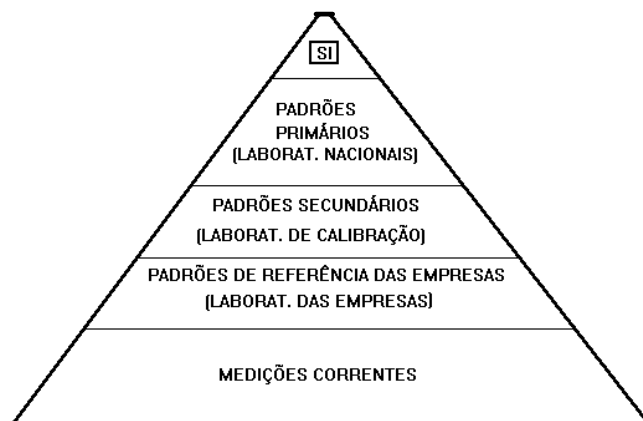 SI
PADRÕES
PRIMÁRIOS
(LABORAT. NACIONAIS)
PADRÕES SECUNDÁRIOS
(LABORAT. DE CALIBRAÇÃO)
PADRÕES DE REFERÊNCIA DAS EMPRESAS
(LABORAT. DAS EMPRESAS)
MEDIÇÕES CORRENTES